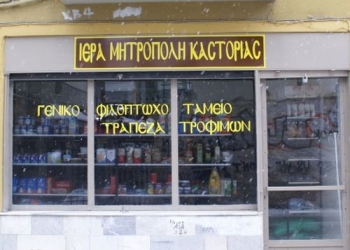 ΙΕΡΑ ΜΗΤΡΟΠΟΛΗ ΚΑΣΤΟΡΙΑΣ
ΓΕΝΙΚΟ ΦΙΛΟΠΤΩΧΟ ΤΑΜΕΙΟ
ΤΡΑΠΕΖΑ ΤΡΟΦΙΜΩΝ